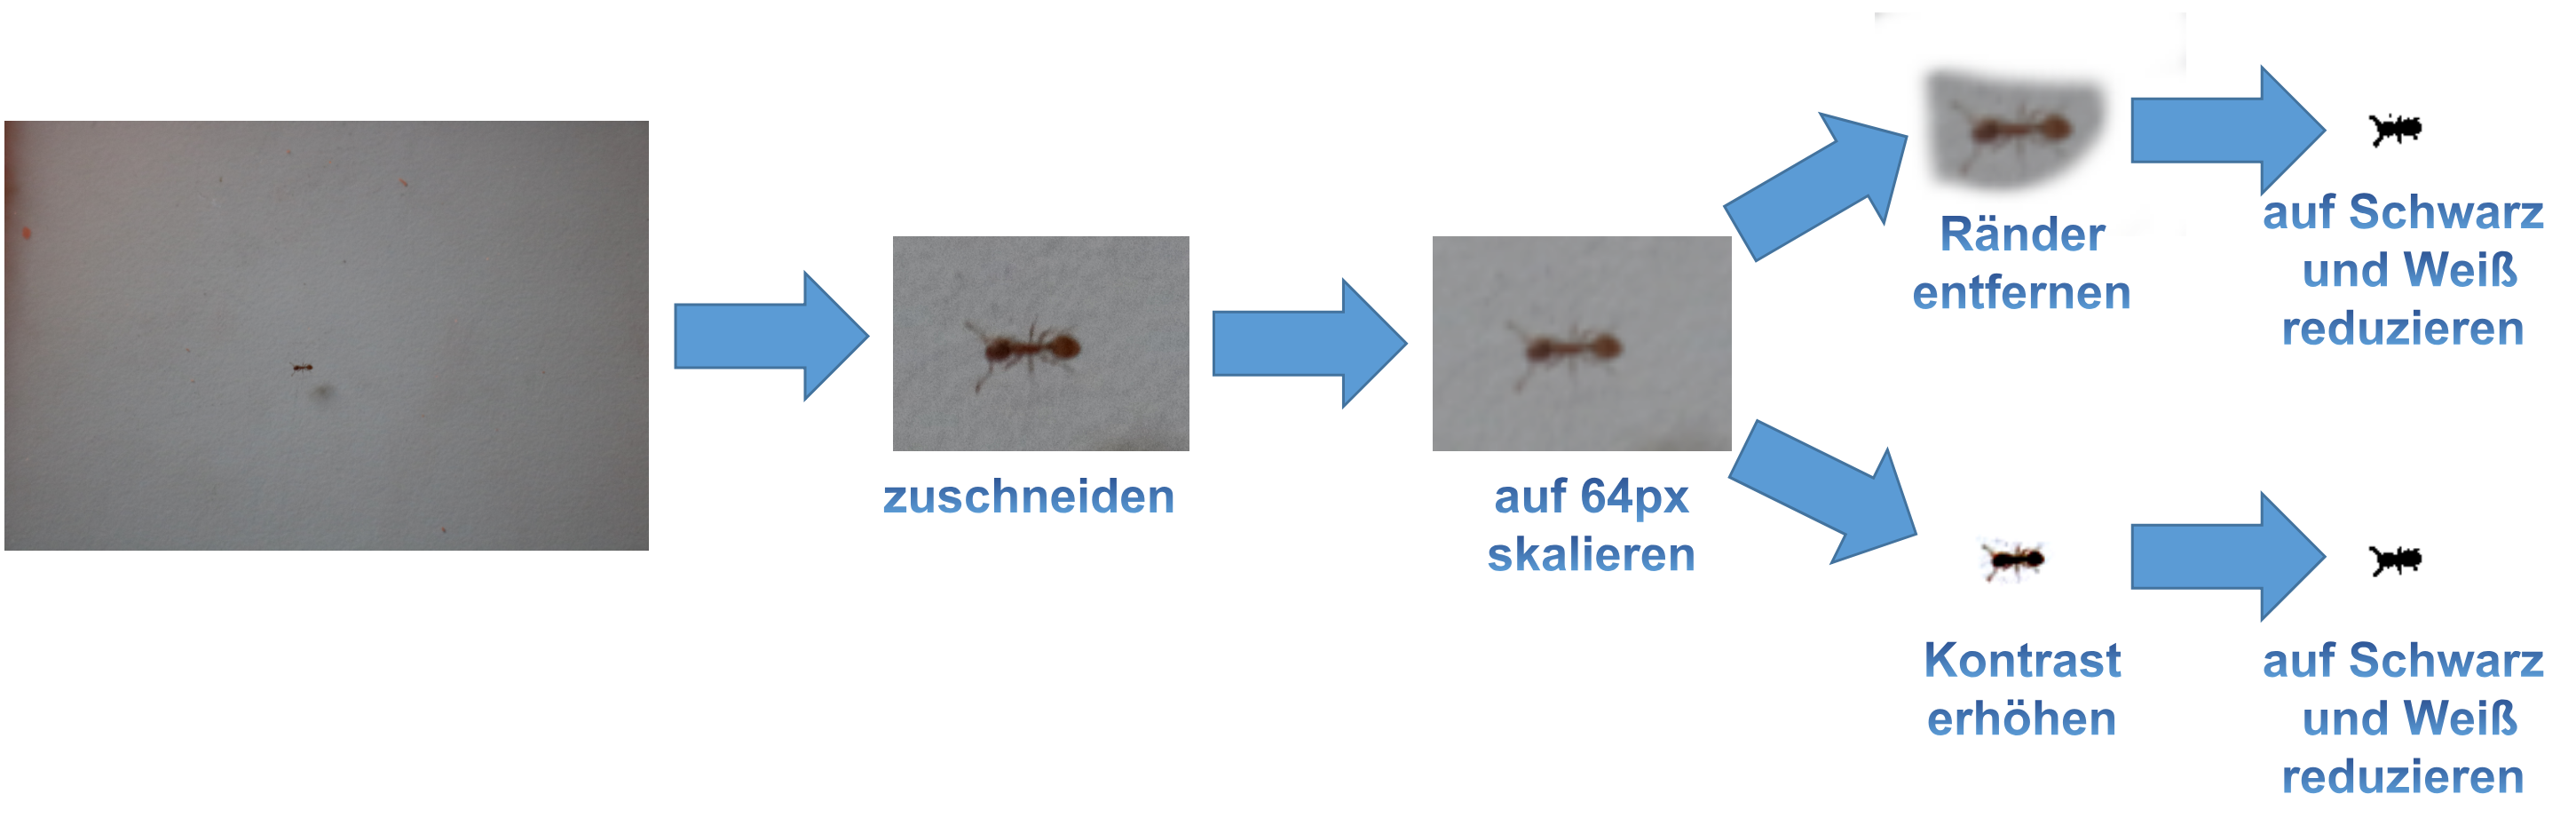 zuschneiden
auf 64px
skalieren
Ränder
entfernen
auf Schwarz
und Weiß
reduzieren
Kontrast
erhöhen
auf Schwarz
und Weiß
reduzieren